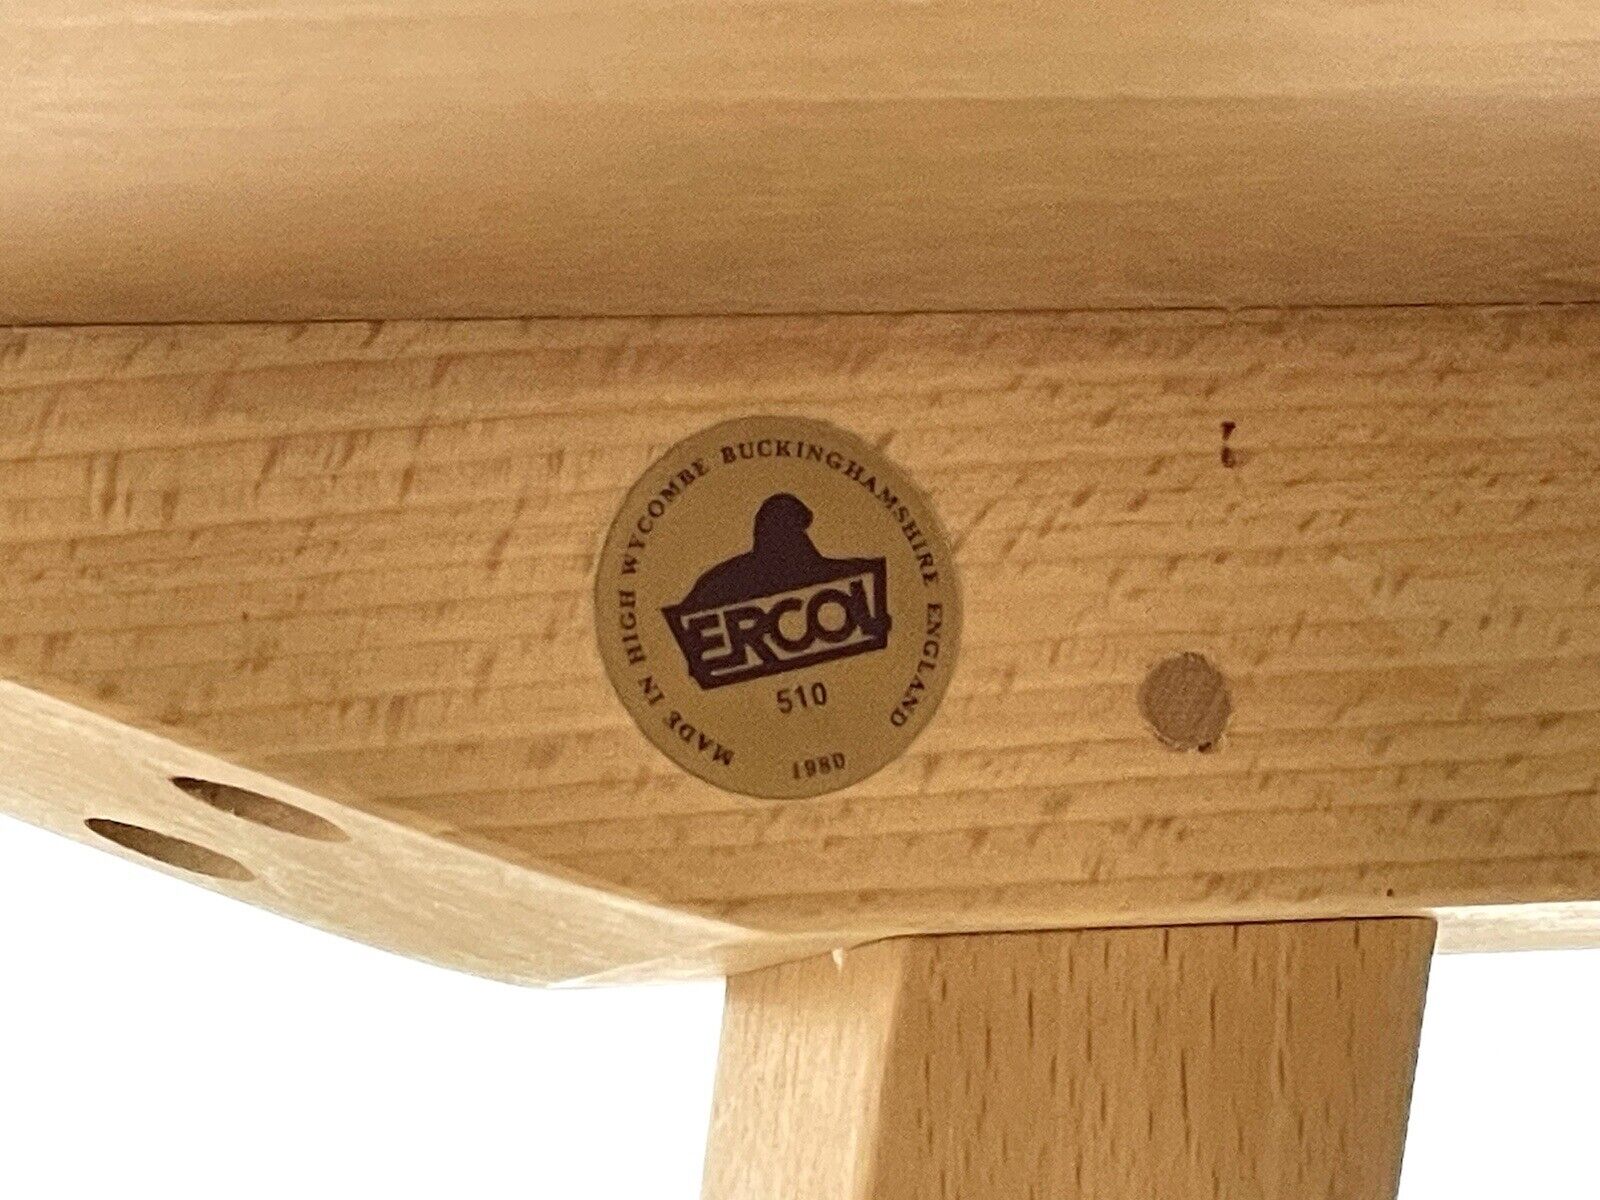 MADE IN HIGH WYCOMBE BUCKINGHAMSHIRE ENGLAND
ERCOL
510
1980